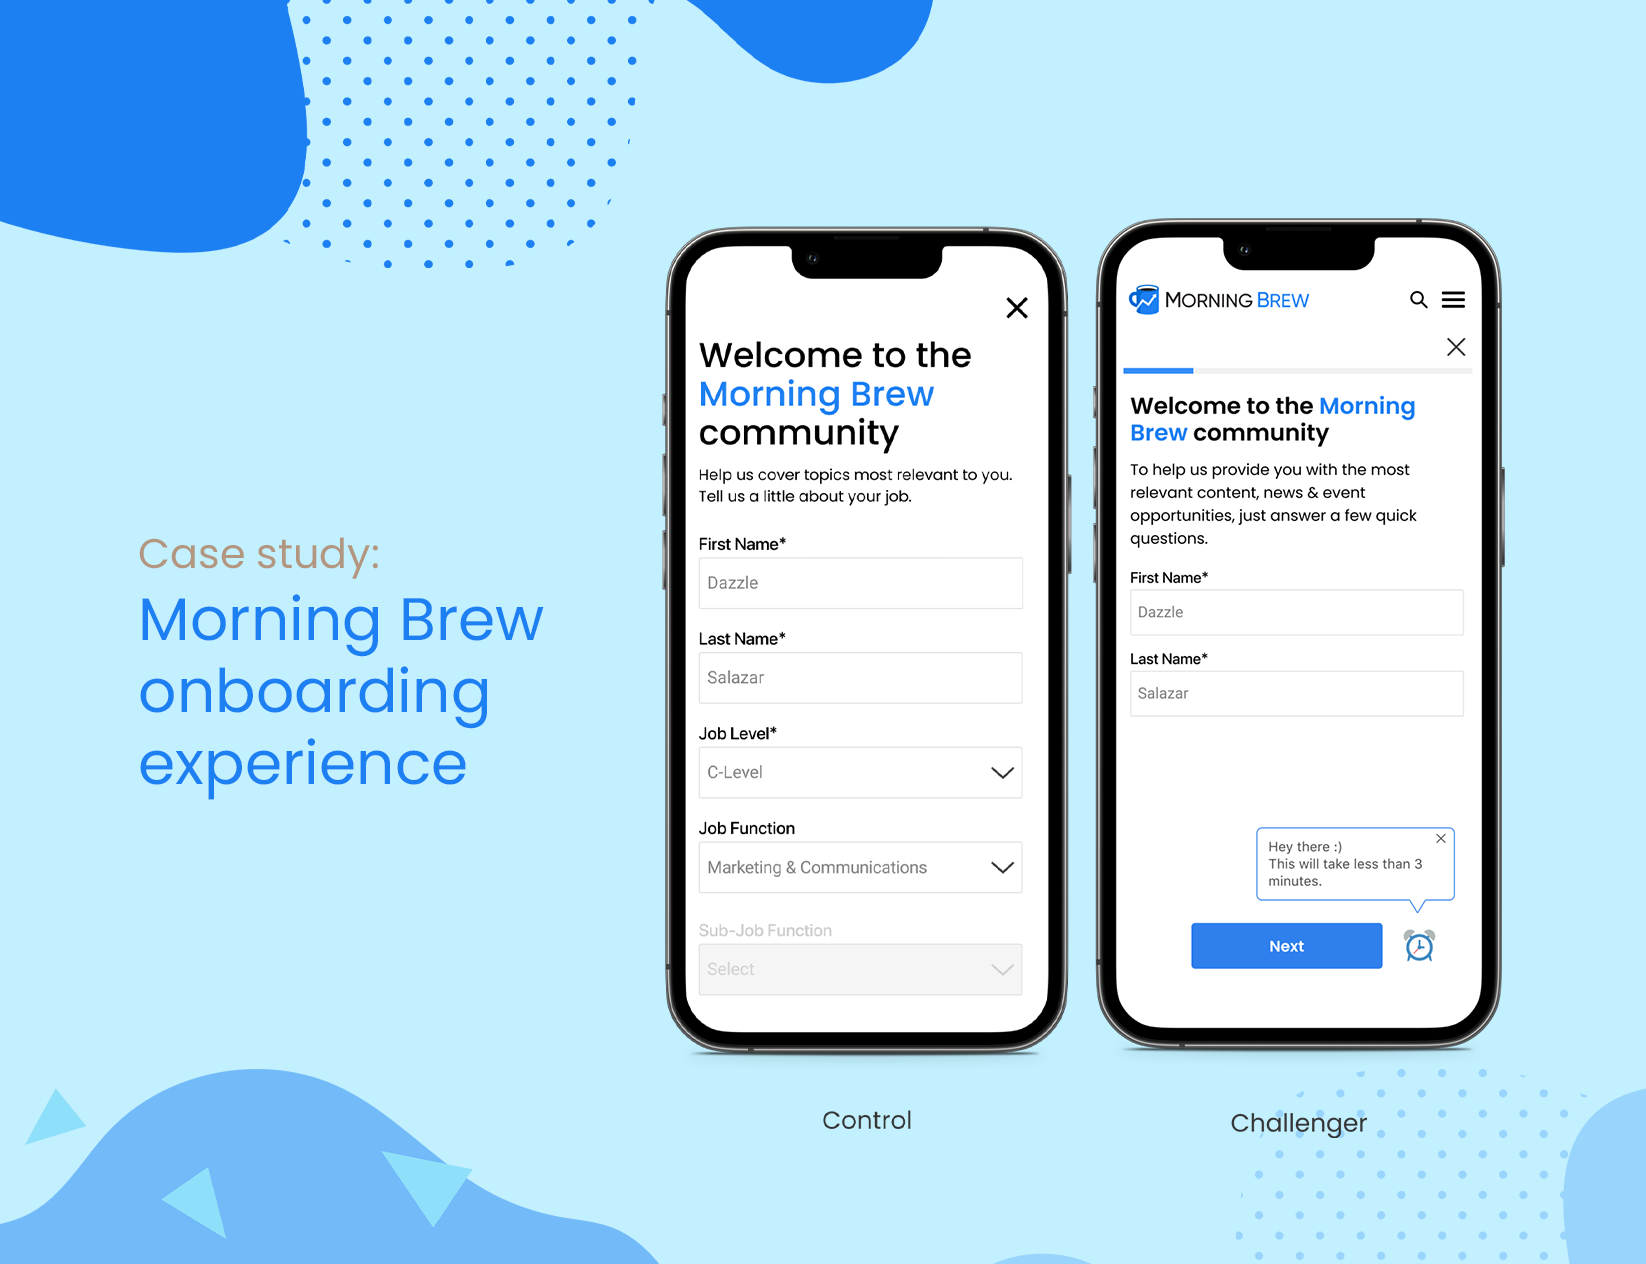 Case study:
Morning Brew
onboarding
experience
Welcome to the
Morning Brew
community
Help us cover topics most relevant to you.
Tell us a little about your job.
First Name*
Dazzle
Last Name*
Salazar
Job Level*
C-Level
Job Function
Marketing & Communications
Sub-Job Function
Select
Control
MORNING BREW
Welcome to the Morning
Brew community
To help us provide you with the most
relevant content, news & event
opportunities, just answer a few quick
questions.
First Name*
Dazzle
Last Name*
Salazar
Hey there :)
This will take less than 3
minutes.
Next
Challenger